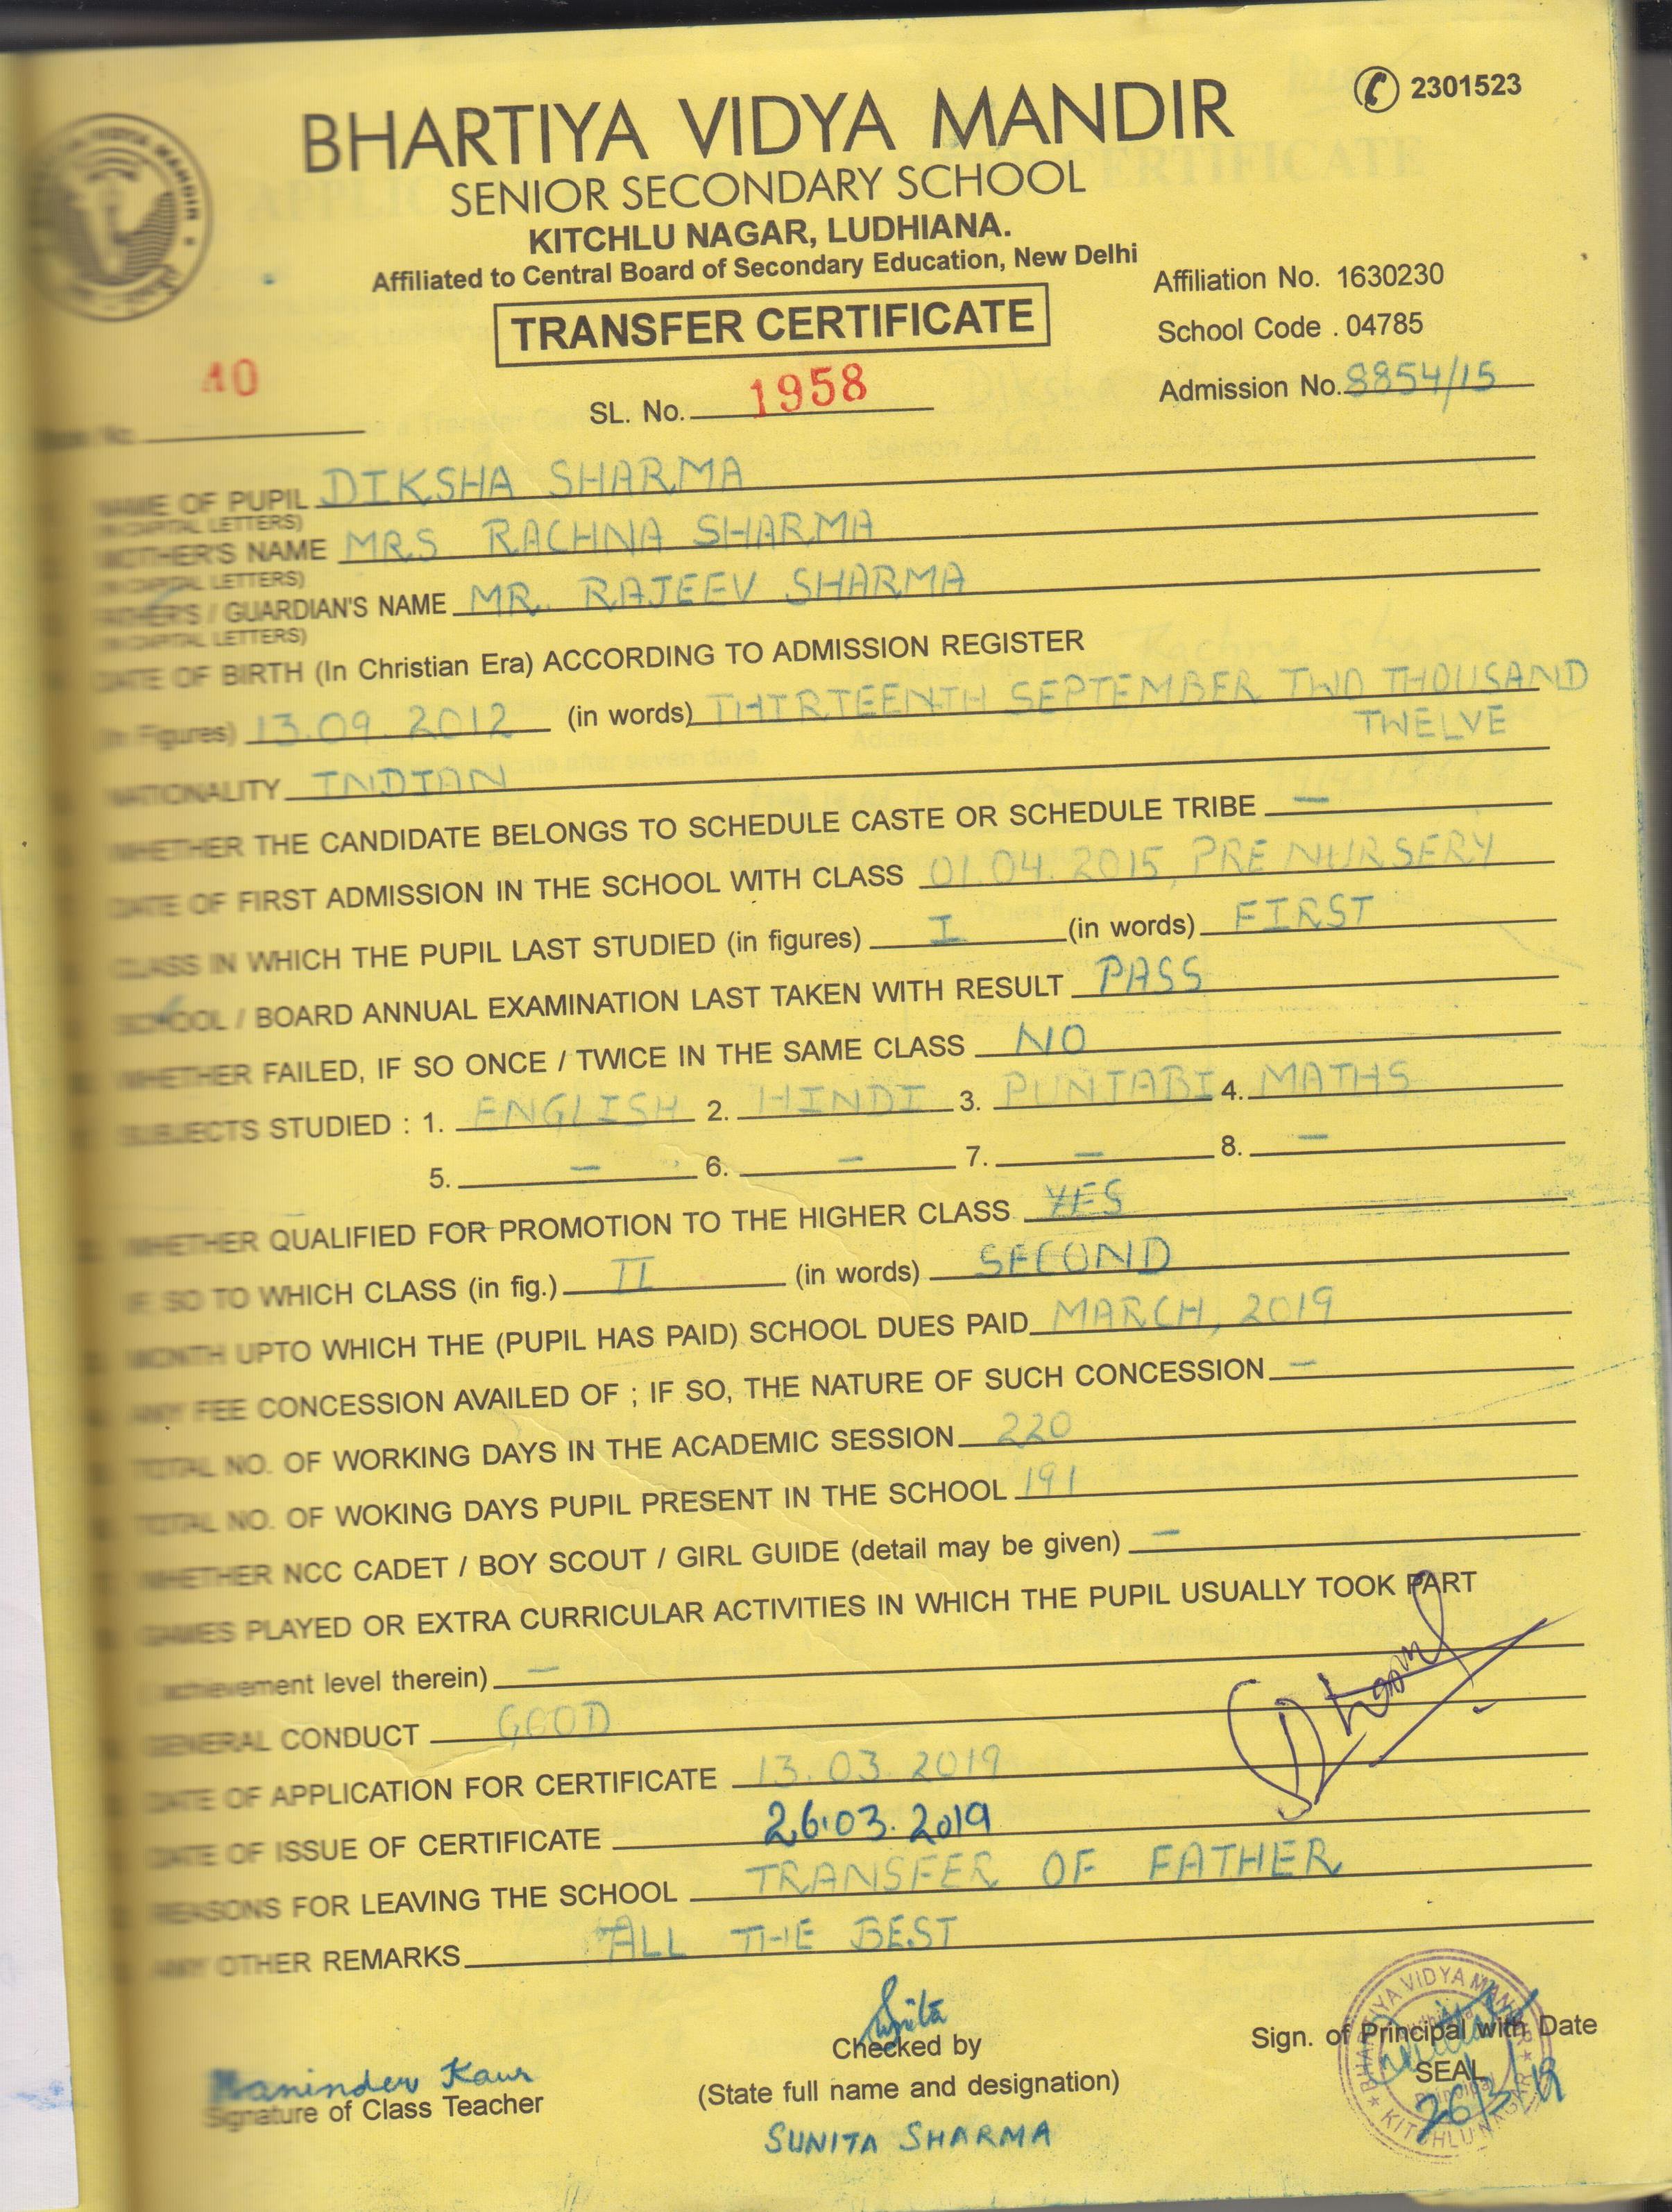 2301523
BHARTIYA VIDYA MANDIR
SENIOR SECONDARY SCHOOL
KITCHLU NAGAR, LUDHIANA.
Affiliated to Central Board of Secondary Education, New Delhi
Affiliation No. 1630230
TRANSFER CERTIFICATE
School Code . 04785
A0
SL. No. 1958
Admission No. 8854/15
NAME OF PUPIL DIKSHA SHARMA
(IN CAPITAL LETTERS)
MOTHER'S NAME MRS RACHNA SHARMA
(IN CAPITAL LETTERS)
FATHER'S / GUARDIAN'S NAME MR. RAJEEV SHARMA
(IN CAPITAL LETTERS)
DATE OF BIRTH (In Christian Era) ACCORDING TO ADMISSION REGISTER
(In Figures) 13.09.2012 (in words) THIRTEENTH SEPTEMBER TWO THOUSAND
TWELVE
NATIONALITY INDIAN
WHETHER THE CANDIDATE BELONGS TO SCHEDULE CASTE OR SCHEDULE TRIBE –
DATE OF FIRST ADMISSION IN THE SCHOOL WITH CLASS 01.04.2015, PRE NURSERY
CLASS IN WHICH THE PUPIL LAST STUDIED (in figures) I (in words) FIRST
SCHOOL / BOARD ANNUAL EXAMINATION LAST TAKEN WITH RESULT PASS
WHETHER FAILED, IF SO ONCE / TWICE IN THE SAME CLASS NO
SUBJECTS STUDIED : 1. ENGLISH 2. HINDI 3. PUNJABI 4. MATHS
5. – 6. – 7. – 8. –
WHETHER QUALIFIED FOR PROMOTION TO THE HIGHER CLASS YES
IF SO TO WHICH CLASS (in fig.) II (in words) SECOND
MONTH UPTO WHICH THE (PUPIL HAS PAID) SCHOOL DUES PAID MARCH, 2019
ANY FEE CONCESSION AVAILED OF ; IF SO, THE NATURE OF SUCH CONCESSION –
TOTAL NO. OF WORKING DAYS IN THE ACADEMIC SESSION 220
TOTAL NO. OF WOKING DAYS PUPIL PRESENT IN THE SCHOOL 191
WHETHER NCC CADET / BOY SCOUT / GIRL GUIDE (detail may be given) –
GAMES PLAYED OR EXTRA CURRICULAR ACTIVITIES IN WHICH THE PUPIL USUALLY TOOK PART
(achievement level therein) –
GENERAL CONDUCT GOOD
DATE OF APPLICATION FOR CERTIFICATE 13.03.2019
DATE OF ISSUE OF CERTIFICATE 26.03.2019
REASONS FOR LEAVING THE SCHOOL TRANSFER OF FATHER
ANY OTHER REMARKS ALL THE BEST
Sunita
Checked by
Sign. of Principal with Date
SEAL
BHARTIYA VIDYA MANDIR
KITCHLU NAGAR
Principal
26/3/19
Maninder Kaur
Signature of Class Teacher
(State full name and designation)
SUNITA SHARMA